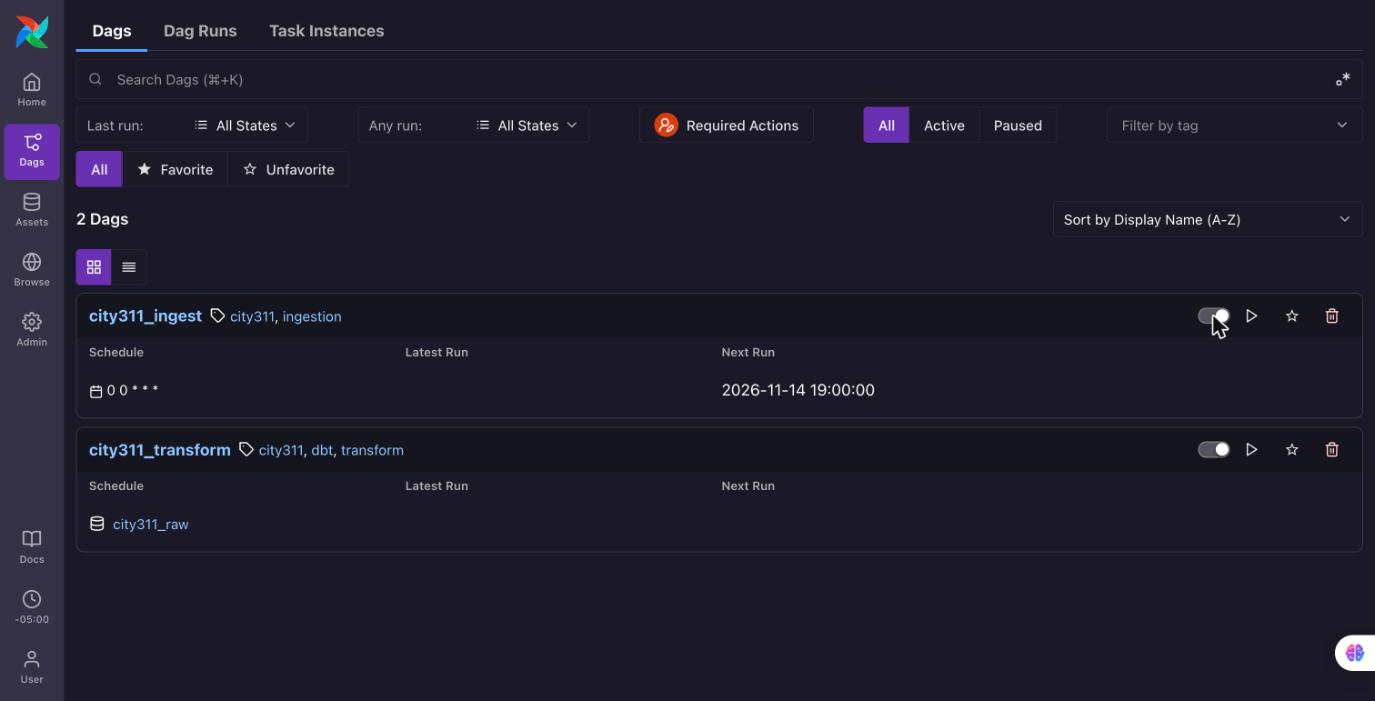 Dags Dag Runs Task Instances
Search Dags (⌘+K)
.*
Home
Last run: All States Any run: All States Required Actions All Active Paused Filter by tag
Dags
All Favorite Unfavorite
Assets
2 Dags Sort by Display Name (A-Z)
Browse
Admin
city311_ingest city311, ingestion
Schedule Latest Run Next Run
0 0 * * * 2026-11-14 19:00:00
city311_transform city311, dbt, transform
Schedule Latest Run Next Run
city311_raw
Docs
-05:00
User